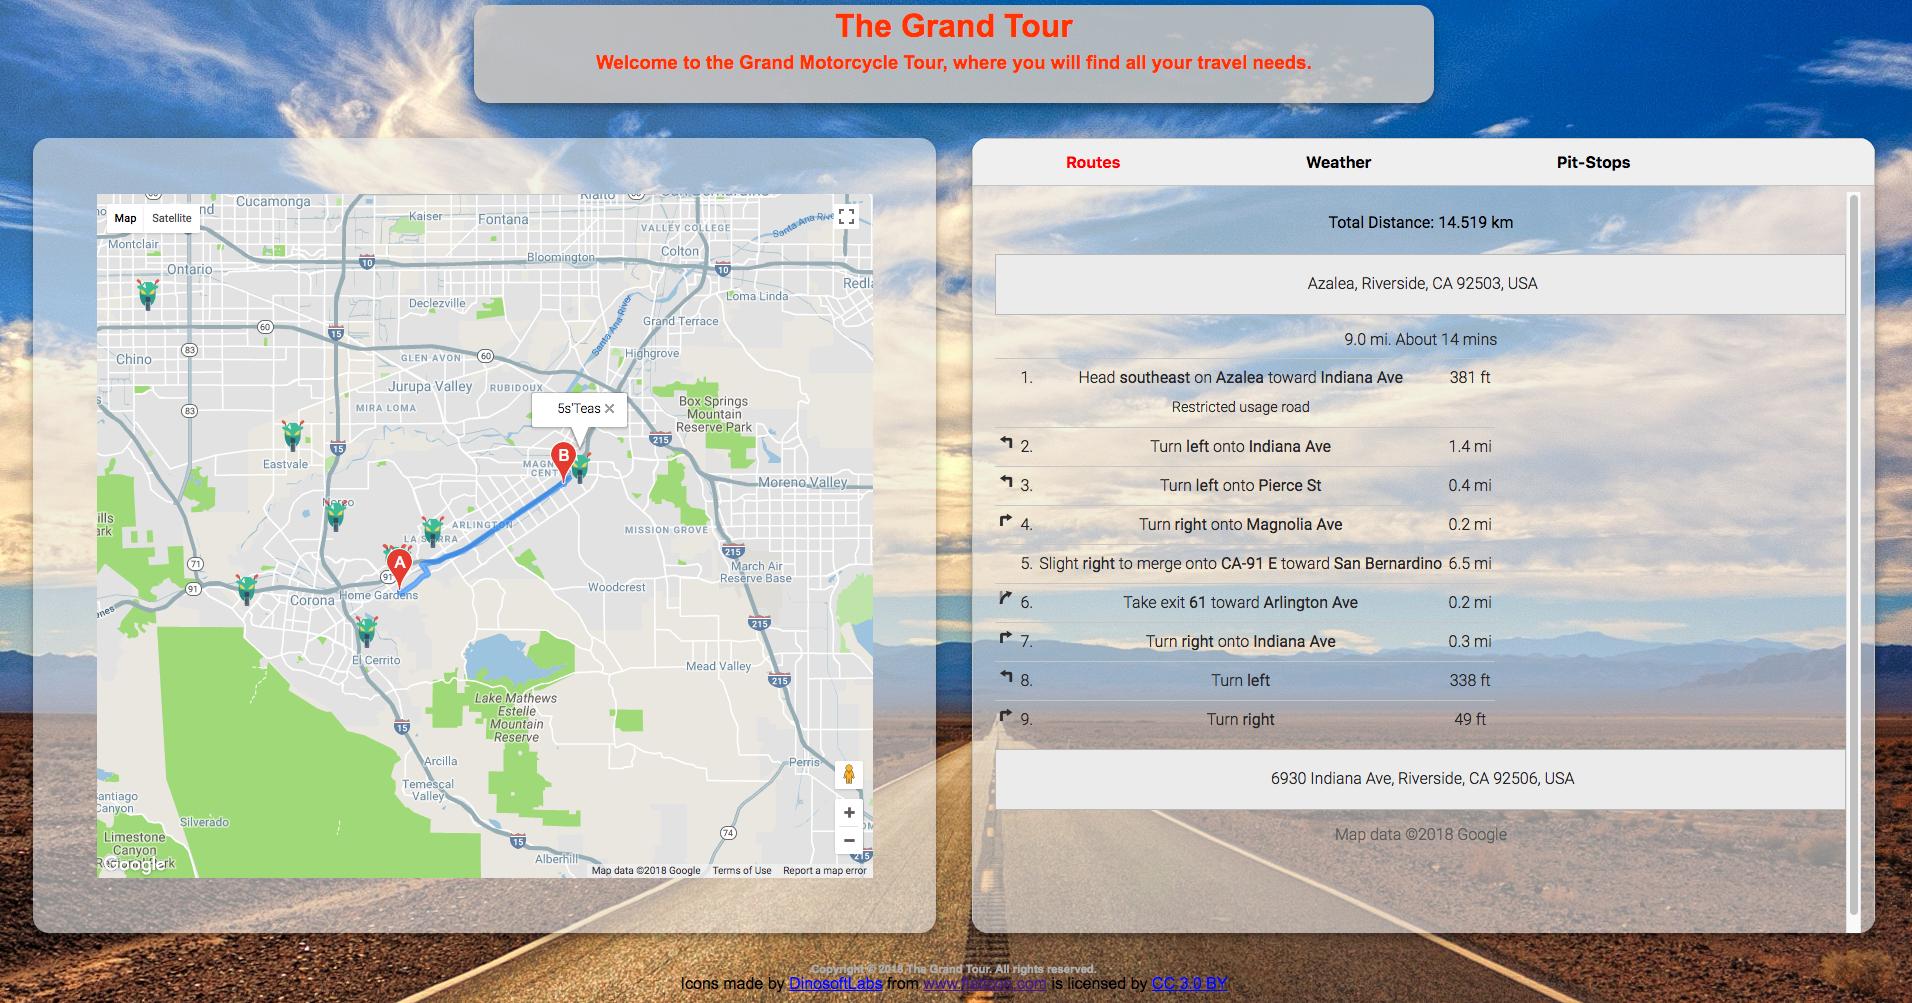 The Grand Tour
Welcome to the Grand Motorcycle Tour, where you will find all your travel needs.
Map Satellite
Cucamonga
Kaiser
Fontana
Rialto
VALLEY COLLEGE
Santa Ana River
Montclair
Colton
Bloomington
10
10
Ontario
Loma Linda
Redla
Declezville
60
15
Grand Terrace
Santa Ana River
83
Chino
GLEN AVON
60
Highgrove
Jurupa Valley
RUBIDOUX
MIRA LOMA
83
5s'Teas
Box Springs
Mountain
Reserve Park
15
215
B
Eastvale
Moreno Valley
Norco
ARLINGTON
MISSION GROVE
LA SIERRA
215
A
71
91
91
March Air
Reserve Base
Woodcrest
Corona
Home Gardens
215
El Cerrito
Mead Valley
215
Lake Mathews
Estelle
Mountain
Reserve
15
Arcilla
Perris
Temescal
Valley
Silverado
74
15
Limestone
Canyon
Alberhill
215
Google
Map data ©2018 Google Terms of Use Report a map error
Routes Weather Pit-Stops
Total Distance: 14.519 km
Azalea, Riverside, CA 92503, USA
9.0 mi. About 14 mins
1. Head southeast on Azalea toward Indiana Ave 381 ft
Restricted usage road
2. Turn left onto Indiana Ave 1.4 mi
3. Turn left onto Pierce St 0.4 mi
4. Turn right onto Magnolia Ave 0.2 mi
5. Slight right to merge onto CA-91 E toward San Bernardino 6.5 mi
6. Take exit 61 toward Arlington Ave 0.2 mi
7. Turn right onto Indiana Ave 0.3 mi
8. Turn left 338 ft
9. Turn right 49 ft
6930 Indiana Ave, Riverside, CA 92506, USA
Map data ©2018 Google
Copyright © 2018 The Grand Tour. All rights reserved.
Icons made by DinosoftLabs from www.flaticon.com is licensed by CC 3.0 BY